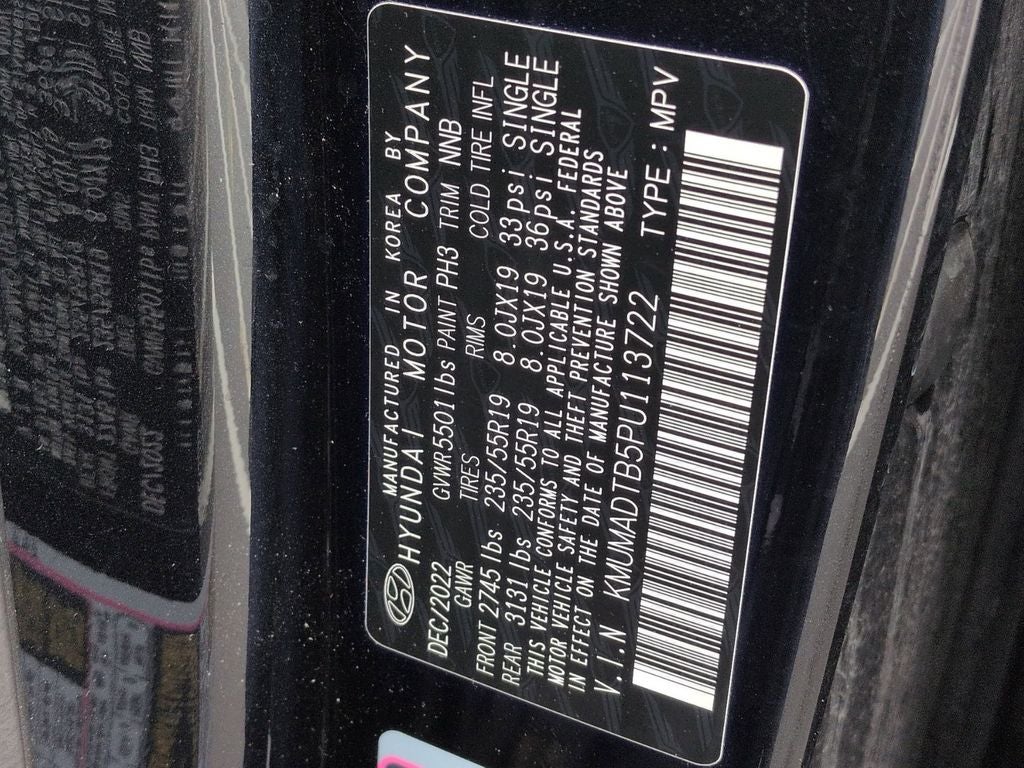 MANUFACTURED IN KOREA BY
HYUNDAI MOTOR COMPANY
DEC/2022 GVWR5501lbs PAINT PH3 TRIM NNB
GAWR TIRES RIMS COLD TIRE INFL
FRONT 2745 lbs 235/55R19 8.0JX19 33psi SINGLE
REAR 3131 lbs 235/55R19 8.0JX19 36psi SINGLE
THIS VEHICLE CONFORMS TO ALL APPLICABLE U.S.A. FEDERAL
MOTOR VEHICLE SAFETY AND THEFT PREVENTION STANDARDS
IN EFFECT ON THE DATE OF MANUFACTURE SHOWN ABOVE
V.I.N KMUMADTB5PU113722 TYPE : MPV